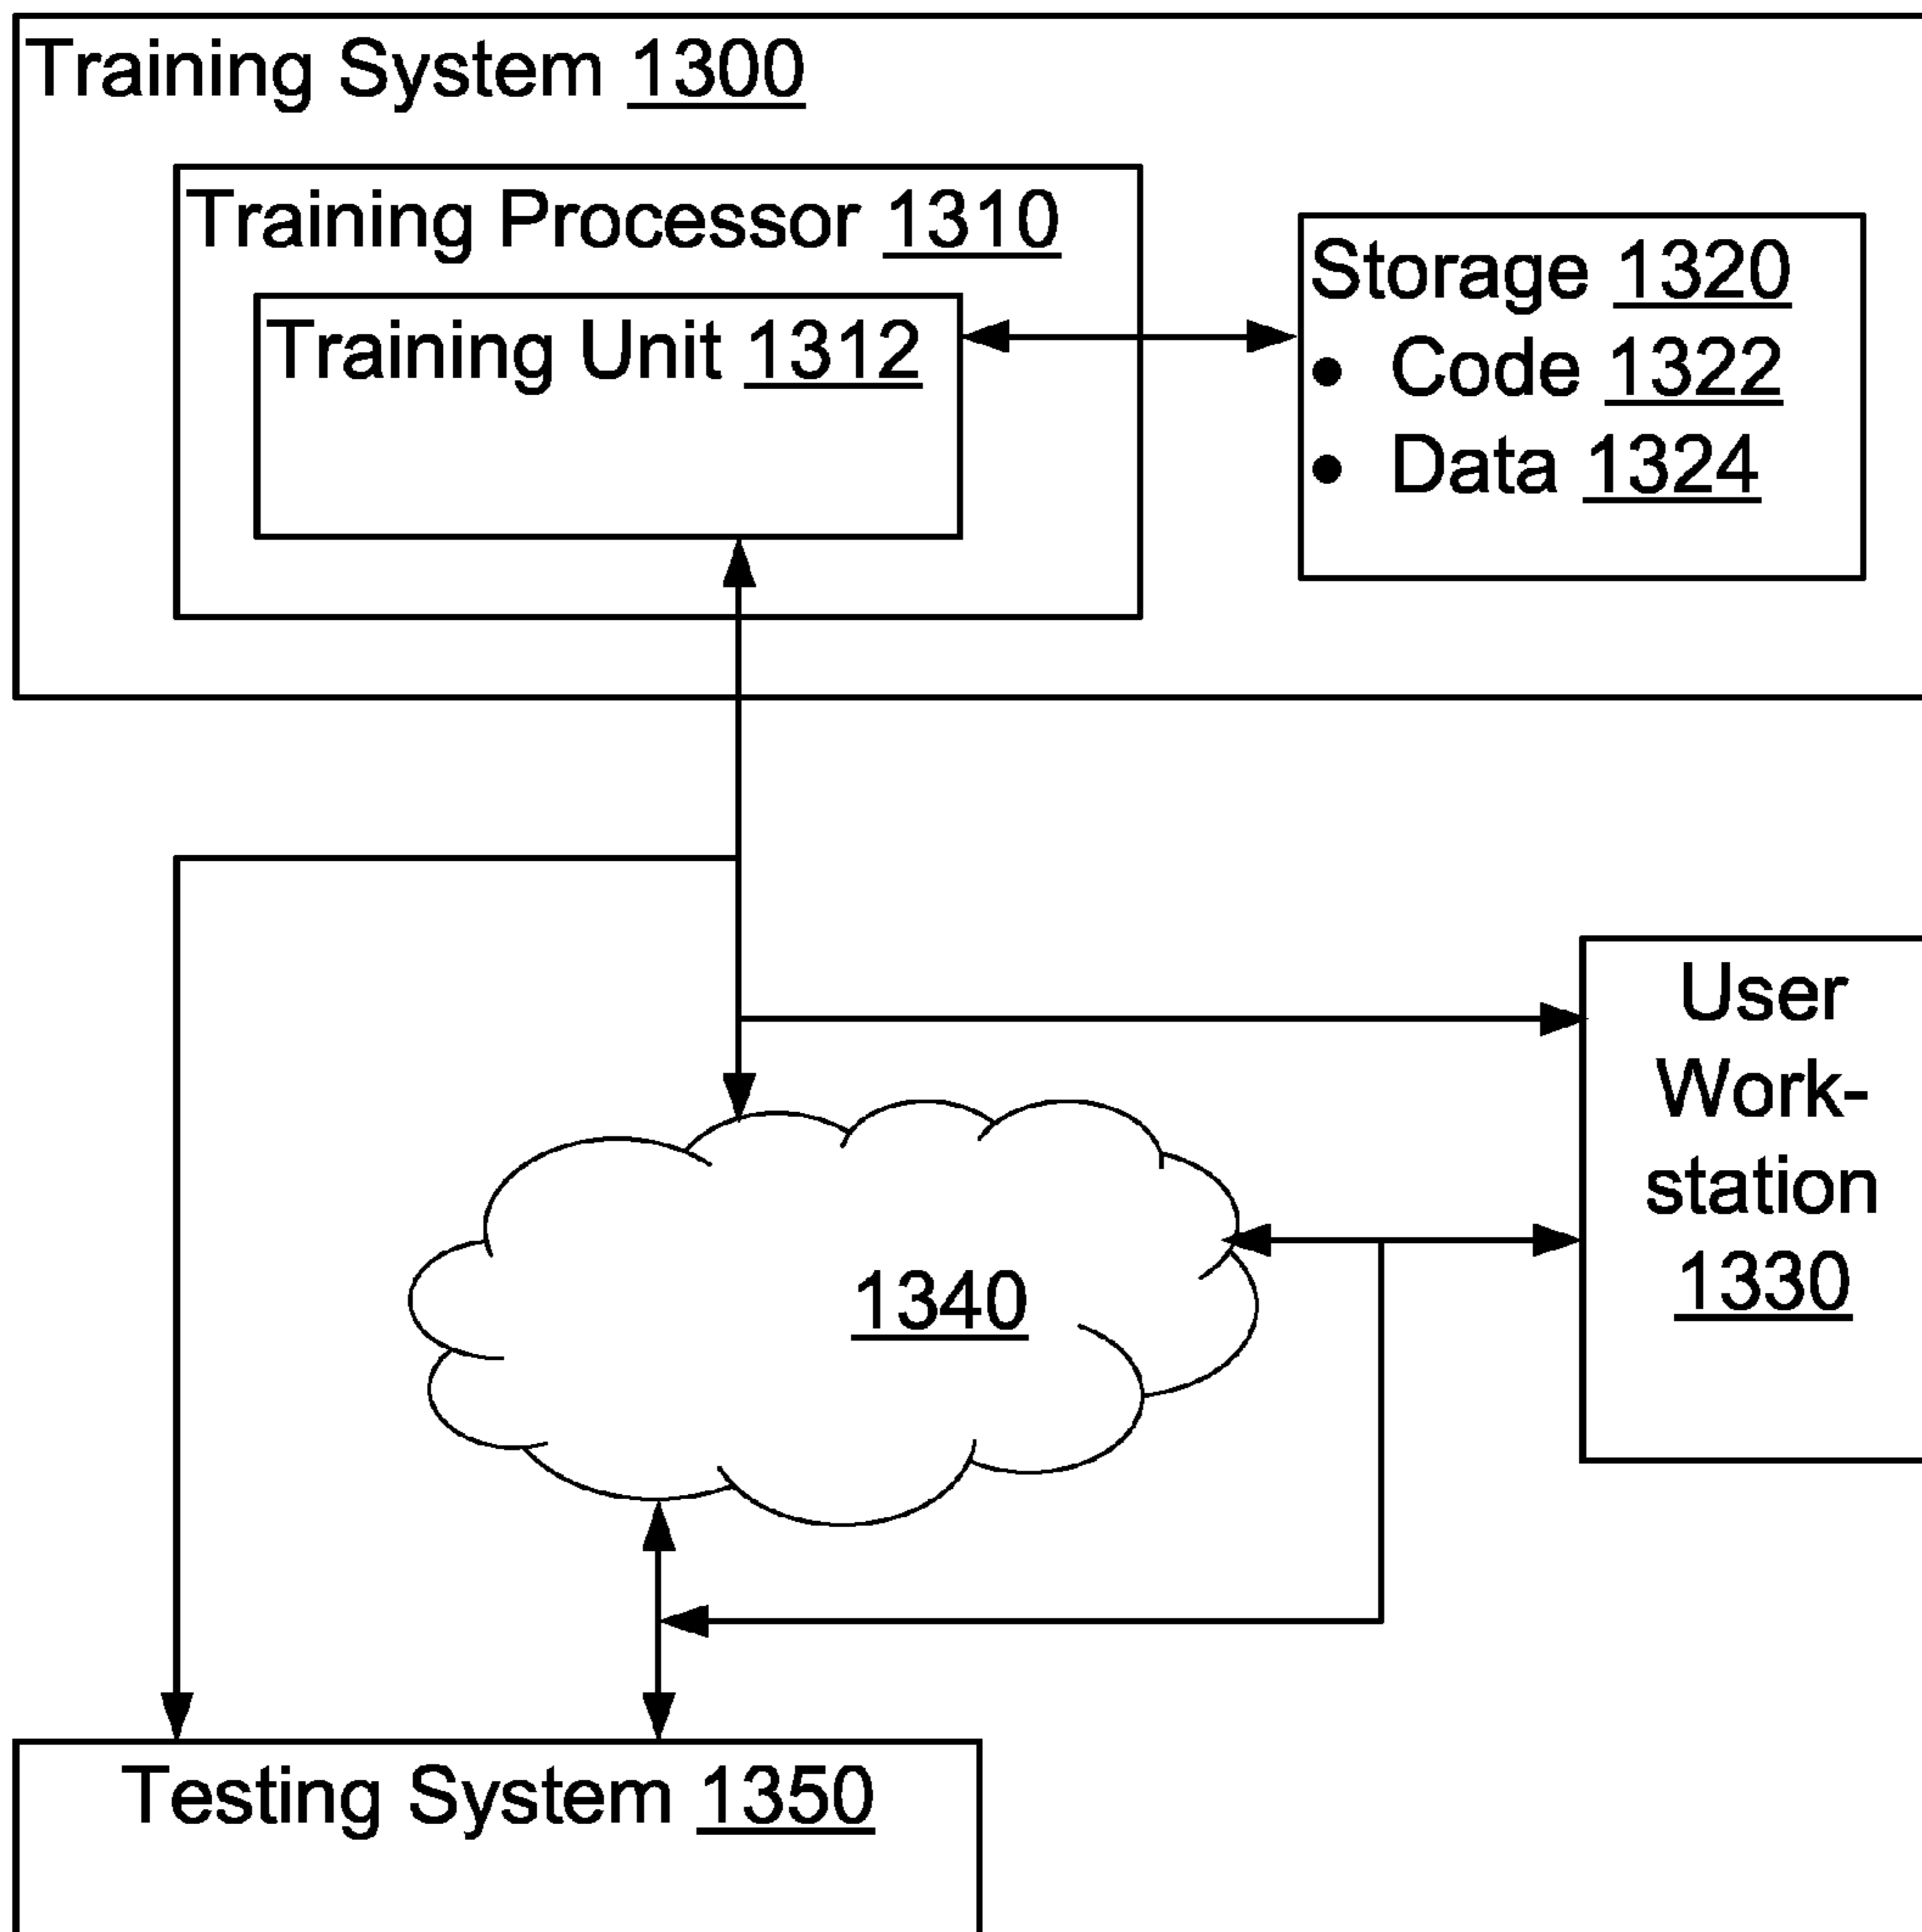 Training System 1300
Training Processor 1310
Training Unit 1312
Storage 1320
• Code 1322
• Data 1324
User
Work-
station
1330
1340
Testing System 1350